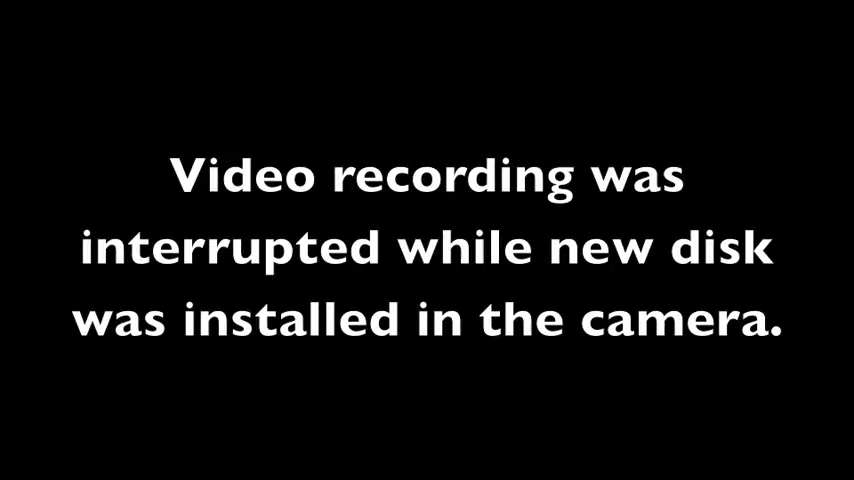 Video recording was
interrupted while new disk
was installed in the camera.